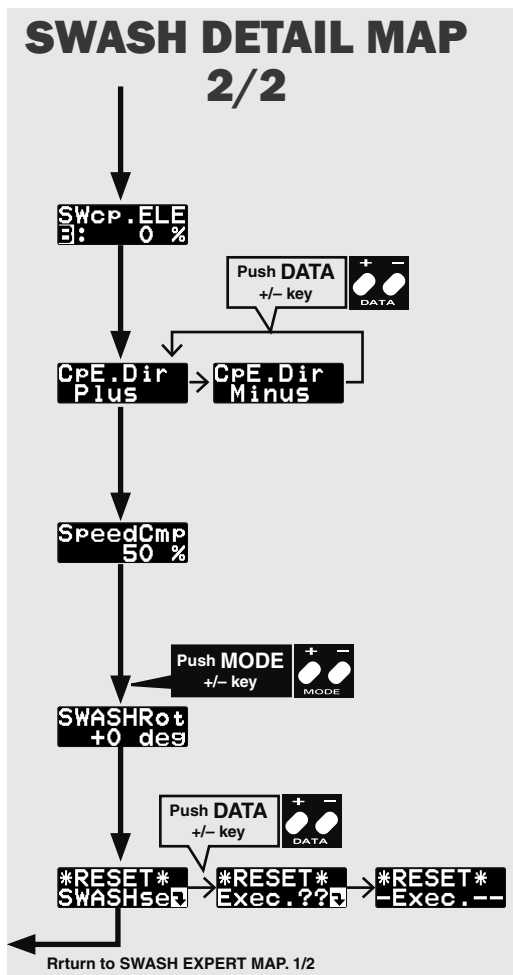 SWASH DETAIL MAP
2/2
SWcp.ELE
B: 0 %
Push DATA
+/– key
+ –
DATA
CpE.Dir
Plus
CpE.Dir
Minus
SpeedCmp
50 %
Push MODE
+/– key
+ –
MODE
SWASHRot
+0 deg
Push DATA
+/– key
+ –
DATA
*RESET*
SWASHse
*RESET*
Exec.??
*RESET*
-Exec.--
Rrturn to SWASH EXPERT MAP. 1/2